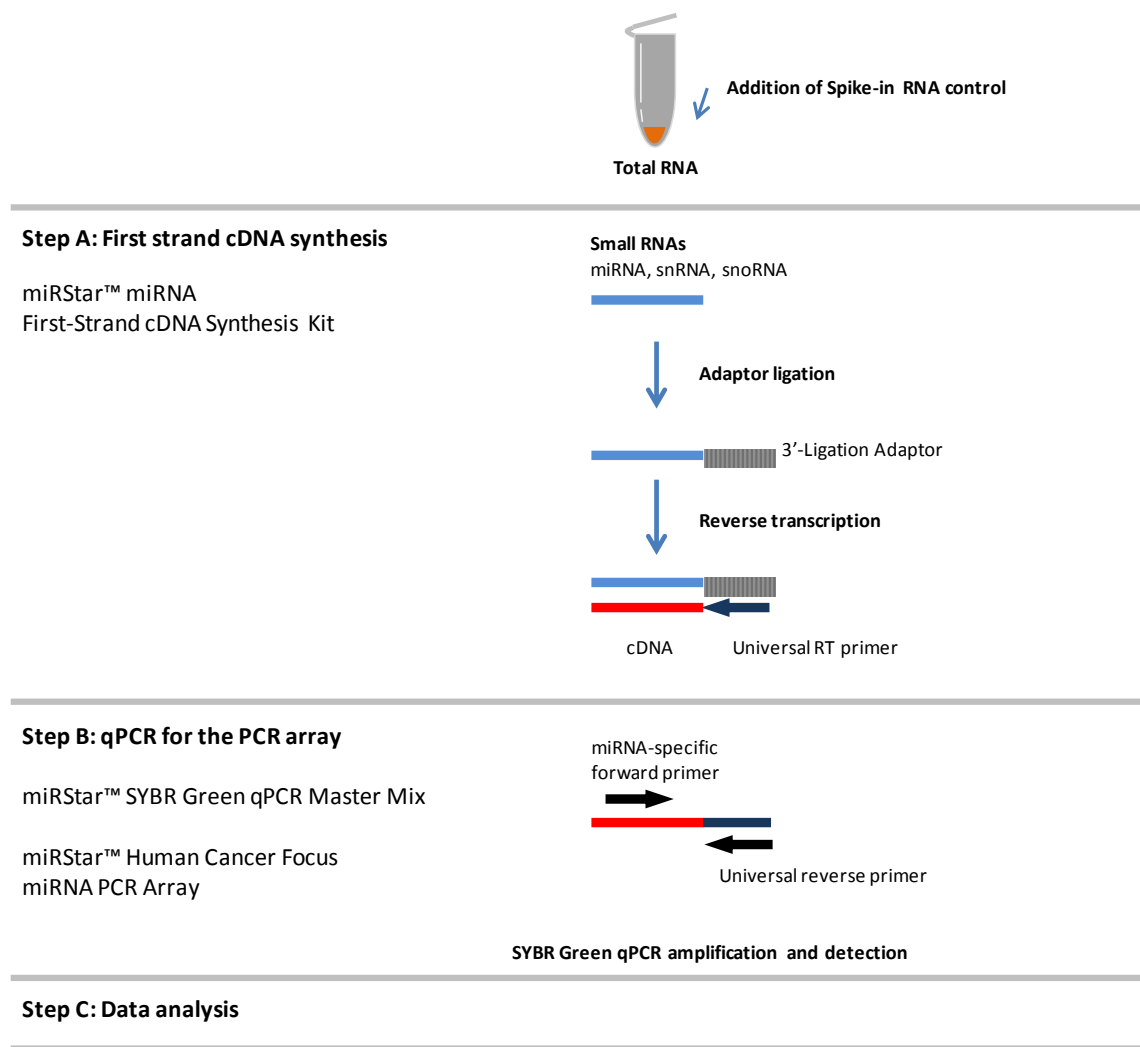 Addition of Spike-in RNA control
Total RNA
Step A: First strand cDNA synthesis
miRStar™ miRNA
First-Strand cDNA Synthesis Kit
Small RNAs
miRNA, snRNA, snoRNA
Adaptor ligation
3’-Ligation Adaptor
Reverse transcription
cDNA
Universal RT primer
Step B: qPCR for the PCR array
miRStar™ SYBR Green qPCR Master Mix
miRStar™ Human Cancer Focus
miRNA PCR Array
miRNA-specific
forward primer
Universal reverse primer
SYBR Green qPCR amplification and detection
Step C: Data analysis